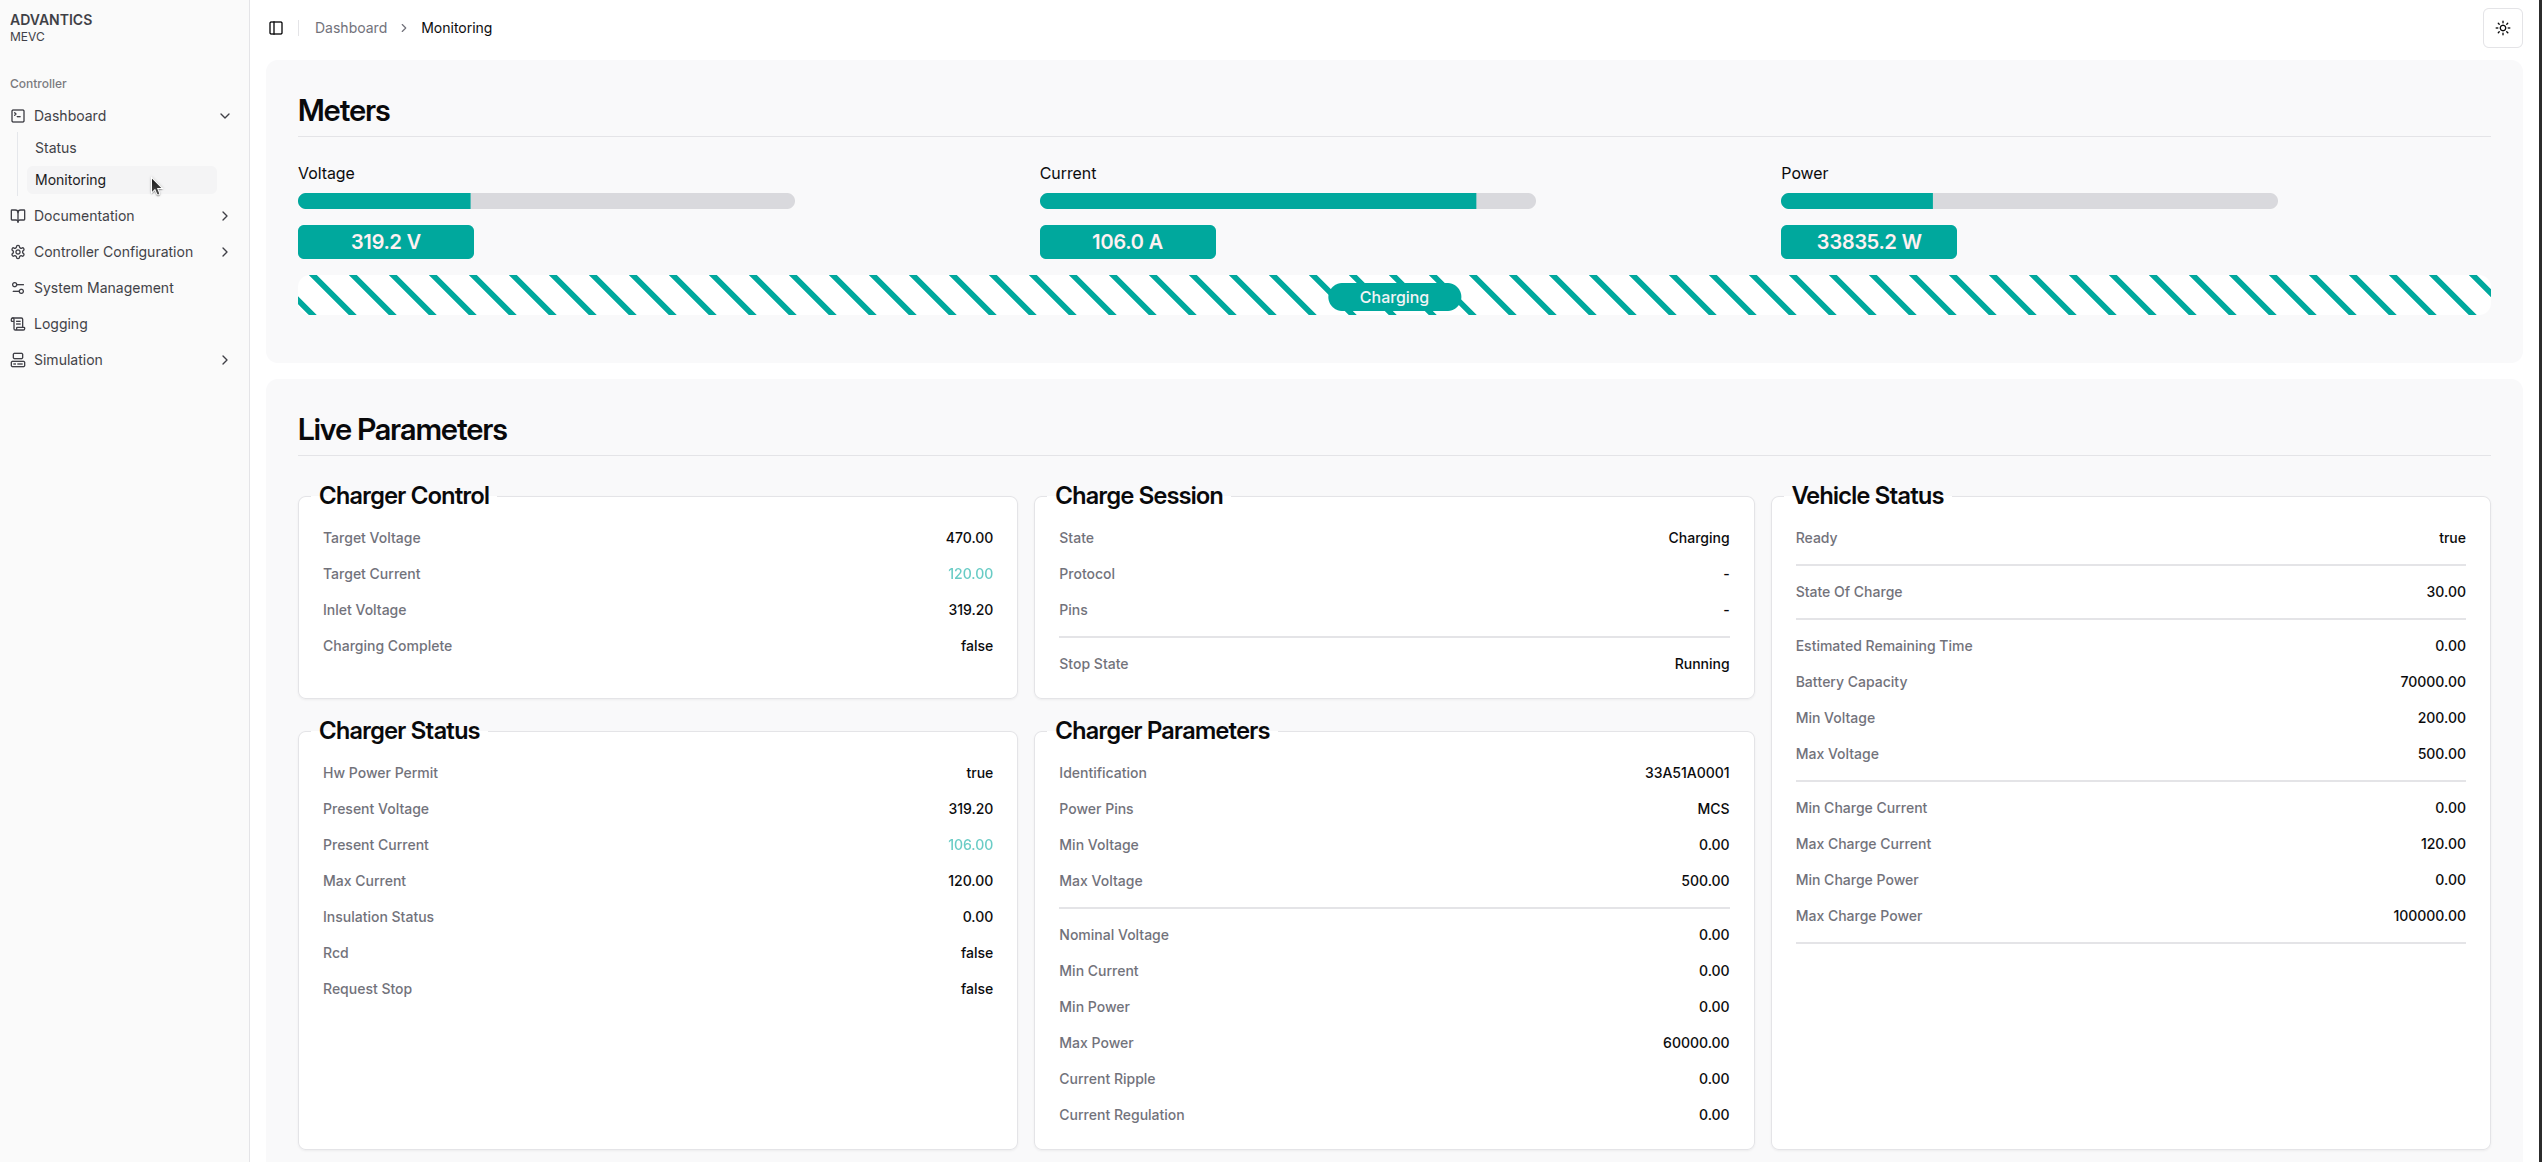 ADVANTICS
MEVC
Controller
Dashboard
Status
Monitoring
Documentation
Controller Configuration
System Management
Logging
Simulation
Dashboard > Monitoring
Meters
Voltage
319.2 V
Current
106.0 A
Power
33835.2 W
Charging
Live Parameters
Charger Control
Target Voltage 470.00
Target Current 120.00
Inlet Voltage 319.20
Charging Complete false
Charge Session
State Charging
Protocol -
Pins -
Stop State Running
Vehicle Status
Ready true
State Of Charge 30.00
Estimated Remaining Time 0.00
Battery Capacity 70000.00
Min Voltage 200.00
Max Voltage 500.00
Min Charge Current 0.00
Max Charge Current 120.00
Min Charge Power 0.00
Max Charge Power 100000.00
Charger Status
Hw Power Permit true
Present Voltage 319.20
Present Current 106.00
Max Current 120.00
Insulation Status 0.00
Rcd false
Request Stop false
Charger Parameters
Identification 33A51A0001
Power Pins MCS
Min Voltage 0.00
Max Voltage 500.00
Nominal Voltage 0.00
Min Current 0.00
Min Power 0.00
Max Power 60000.00
Current Ripple 0.00
Current Regulation 0.00